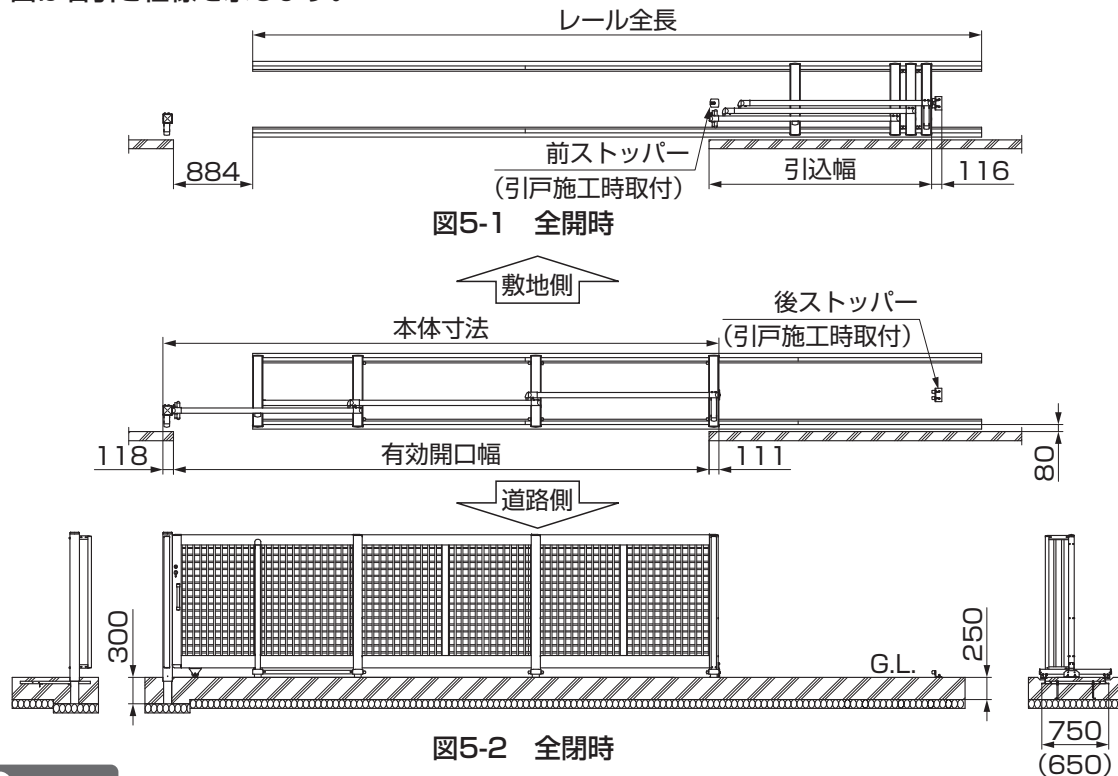 レール全長
884
前ストッパー
(引戸施工時取付)
引込幅
116
図5-1 全開時
敷地側
本体寸法
後ストッパー
(引戸施工時取付)
118
有効開口幅
111
80
道路側
300
G.L.
250
図5-2 全閉時
750
(650)